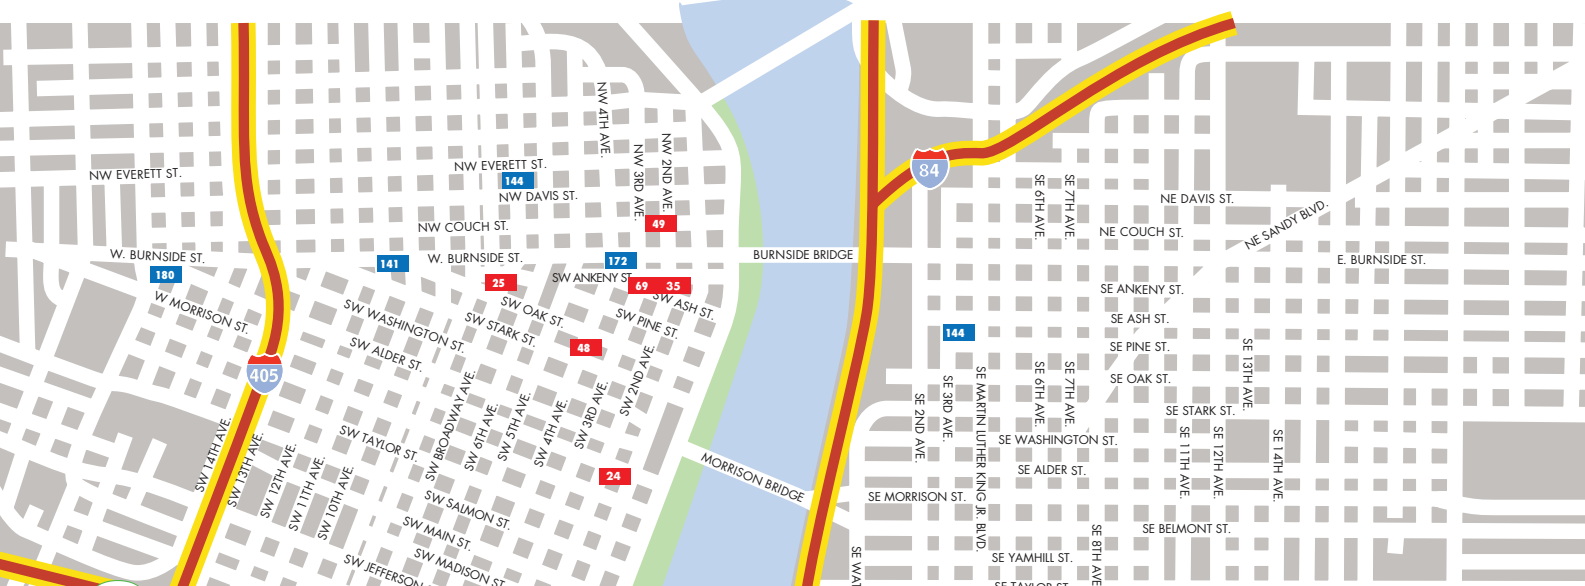 NW 4TH AVE.
NW 3RD AVE.
NW 2ND AVE.
NW EVERETT ST.
NW EVERETT ST.
144
NW DAVIS ST.
49
NW COUCH ST.
W. BURNSIDE ST.
180
141
W. BURNSIDE ST.
172
BURNSIDE BRIDGE
25
SW ANKENY ST
69
35
SW ASH ST.
W MORRISON ST.
SW WASHINGTON ST.
SW OAK ST.
SW STARK ST.
SW PINE ST.
48
SW ALDER ST.
405
SW 2ND AVE.
SW 3RD AVE.
SW 4TH AVE.
SW 5TH AVE.
SW 6TH AVE.
SW BROADWAY AVE.
SW TAYLOR ST.
SW 14TH AVE.
SW 13TH AVE.
SW 12TH AVE.
SW 11TH AVE.
SW 10TH AVE.
24
MORRISON BRIDGE
SW SALMON ST.
SW MAIN ST.
SW MADISON ST.
SW JEFFERSON
84
SE 6TH AVE.
SE 7TH AVE.
NE DAVIS ST.
NE COUCH ST.
NE SANDY BLVD.
E. BURNSIDE ST.
SE ANKENY ST.
SE ASH ST.
144
SE PINE ST.
SE OAK ST.
SE 13TH AVE.
SE 2ND AVE.
SE 3RD AVE.
SE MARTIN LUTHER KING JR. BLVD.
SE 6TH AVE.
SE 7TH AVE.
SE STARK ST.
SE WASHINGTON ST.
SE ALDER ST.
SE 11TH AVE.
SE 12TH AVE.
SE 14TH AVE.
SE MORRISON ST.
SE BELMONT ST.
SE 8TH AVE
SE YAMHILL ST.
SE TAYLOR ST.
SE WAT